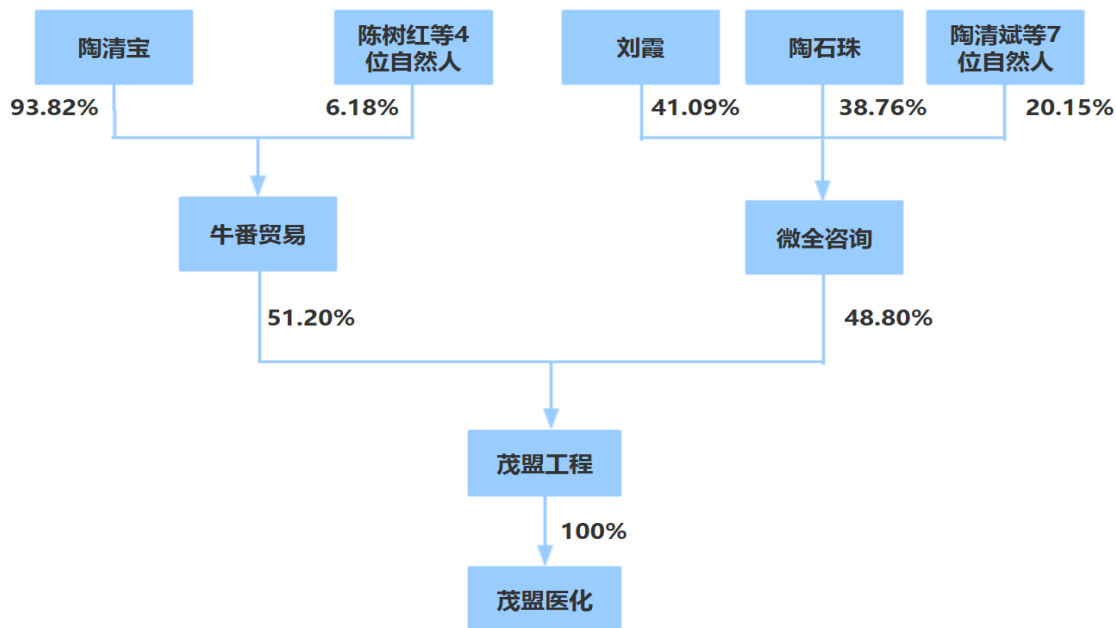 陶清宝
陈树红等4
位自然人
刘霞
陶石珠
陶清斌等7
位自然人
93.82%
6.18%
41.09%
38.76%
20.15%
牛番贸易
微全咨询
51.20%
48.80%
茂盟工程
100%
茂盟医化